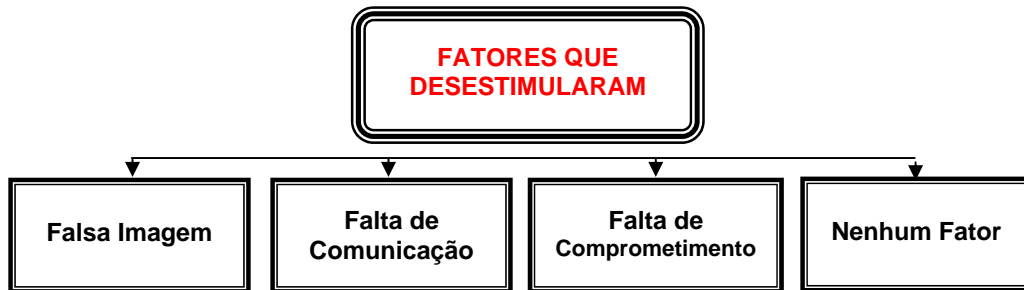 FATORES QUE
DESESTIMULARAM
Falsa Imagem
Falta de
Comunicação
Falta de
Comprometimento
Nenhum Fator